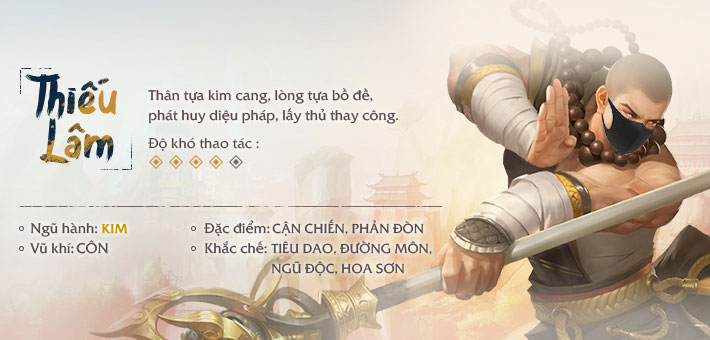 Thiếu
Lâm
Thân tựa kim cang, lòng tựa bồ đề,
phát huy diệu pháp, lấy thủ thay công.
Độ khó thao tác :
Ngũ hành: KIM
Vũ khí: CÔN
Đặc điểm: CẬN CHIẾN, PHẢN ĐÒN
Khắc chế: TIÊU DAO, ĐƯỜNG MÔN,
NGŨ ĐỘC, HOA SƠN